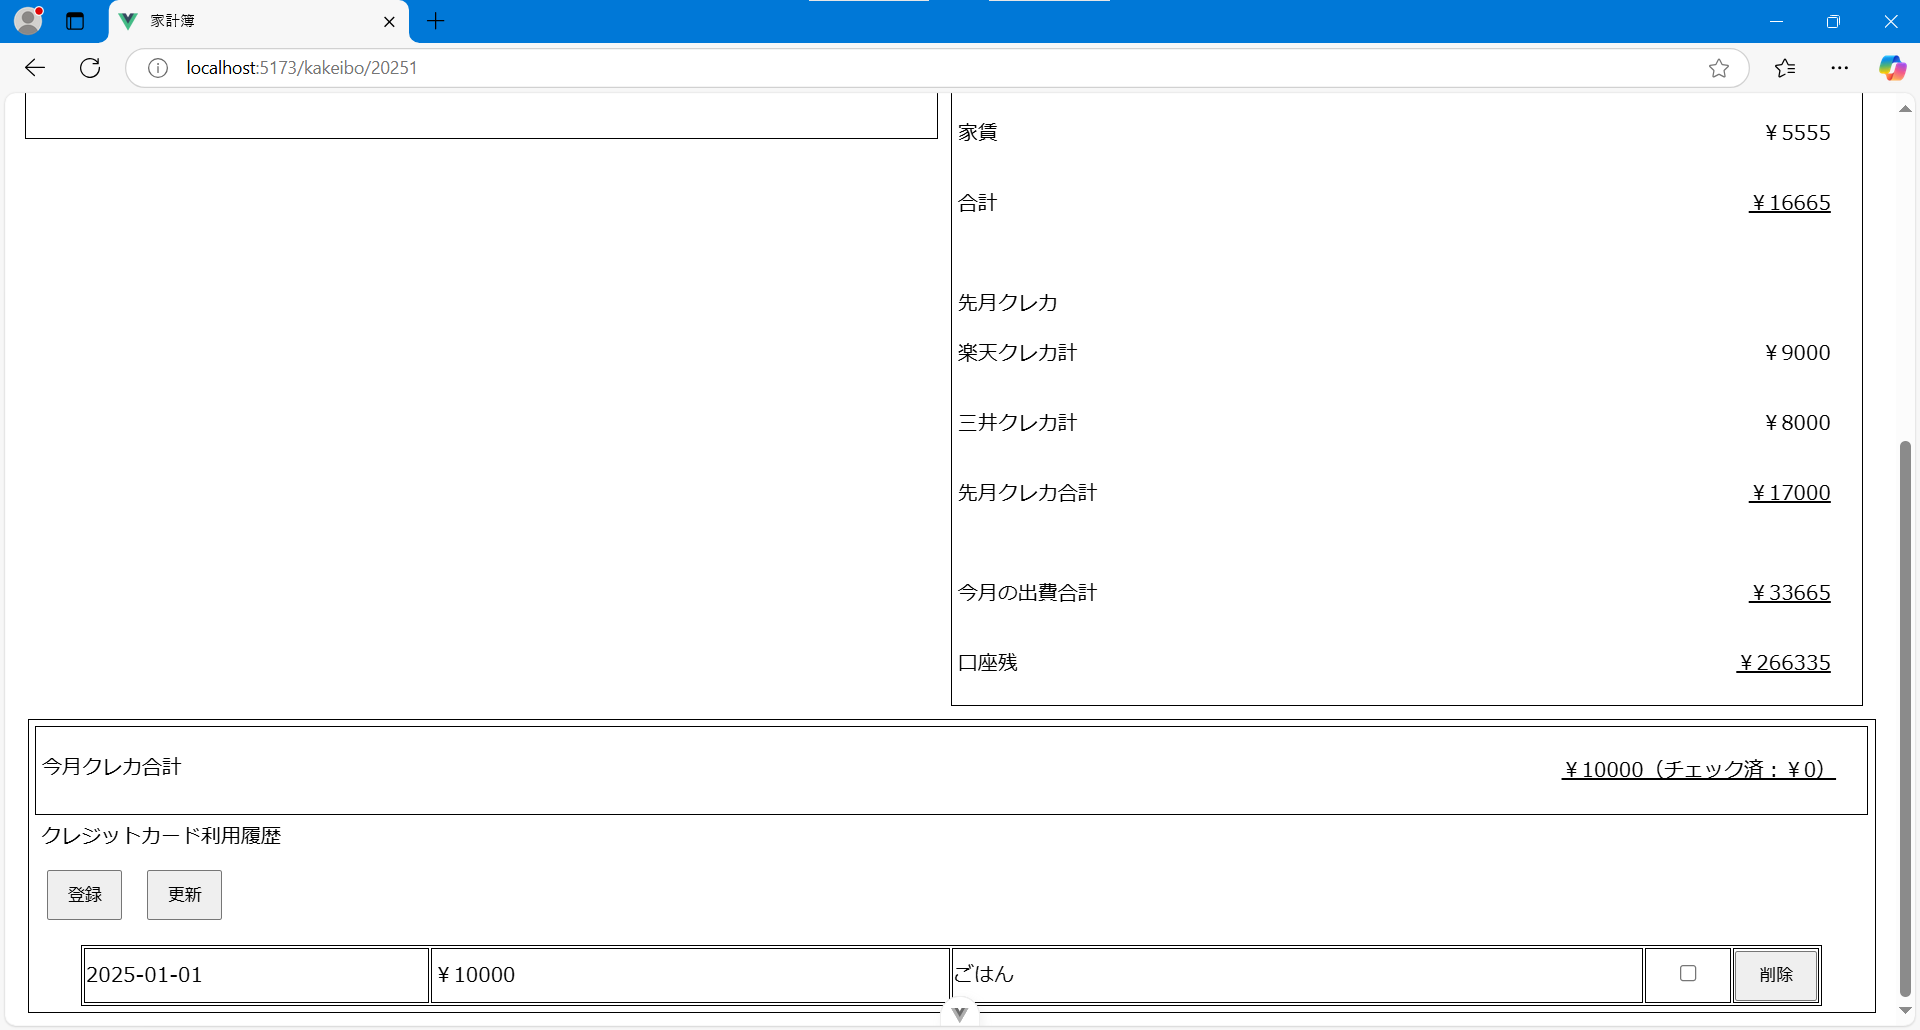 家計簿
localhost:5173/kakeibo/20251
家賃 ￥5555
合計 ￥16665
先月クレカ
楽天クレカ計 ￥9000
三井クレカ計 ￥8000
先月クレカ合計 ￥17000
今月の出費合計 ￥33665
口座残 ￥266335
今月クレカ合計 ￥10000（チェック済：￥0）
クレジットカード利用履歴
登録 更新
2025-01-01 ￥10000 ごはん 削除